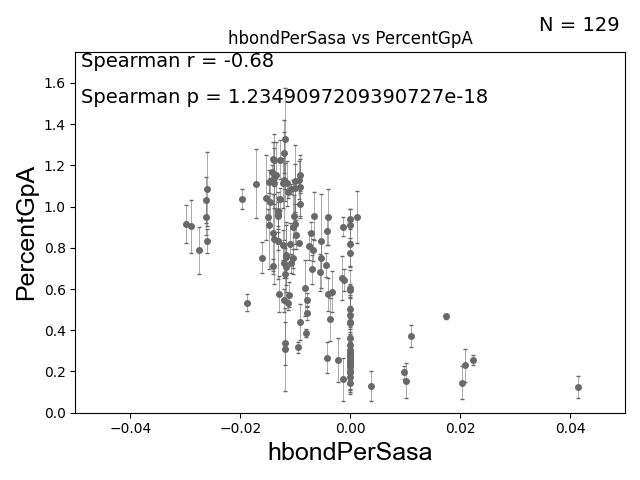 N = 129
hbondPerSasa vs PercentGpA
Spearman r = -0.68
Spearman p = 1.2349097209390727e-18
PercentGpA
1.6
1.4
1.2
1.0
0.8
0.6
0.4
0.2
0.0
−0.04 −0.02 0.00 0.02 0.04
hbondPerSasa